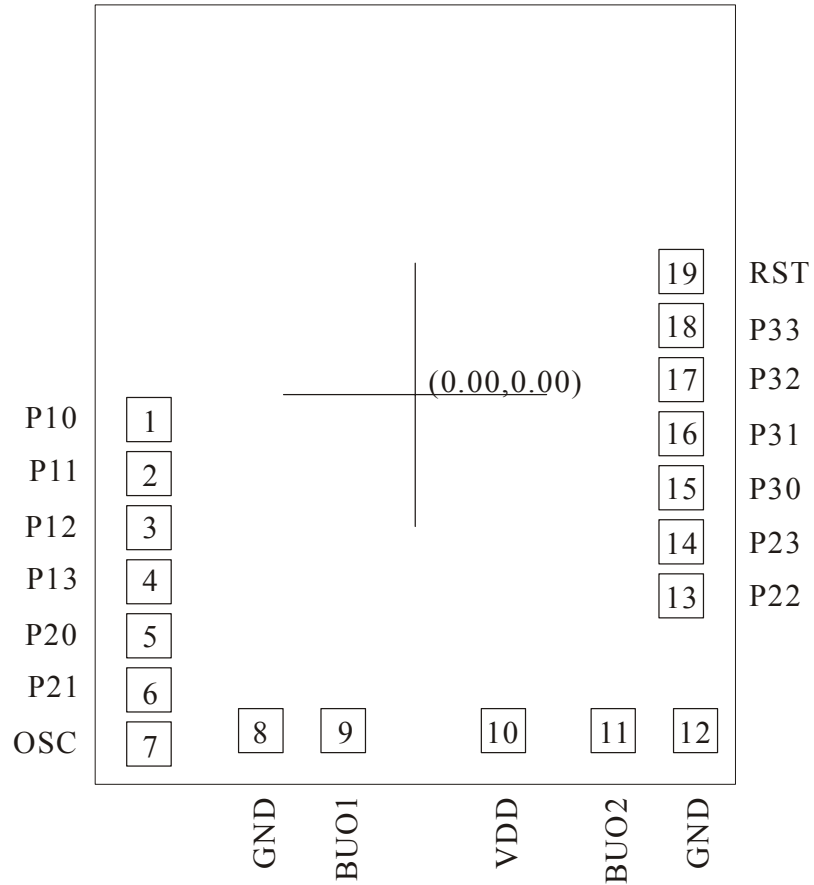 19 RST
18 P33
(0.00,0.00) 17 P32
P10 1 16 P31
P11 2 15 P30
P12 3 14 P23
P13 4 13 P22
P20 5
P21 6
OSC 7 8 9 10 11 12
GND BUO1 VDD BUO2 GND